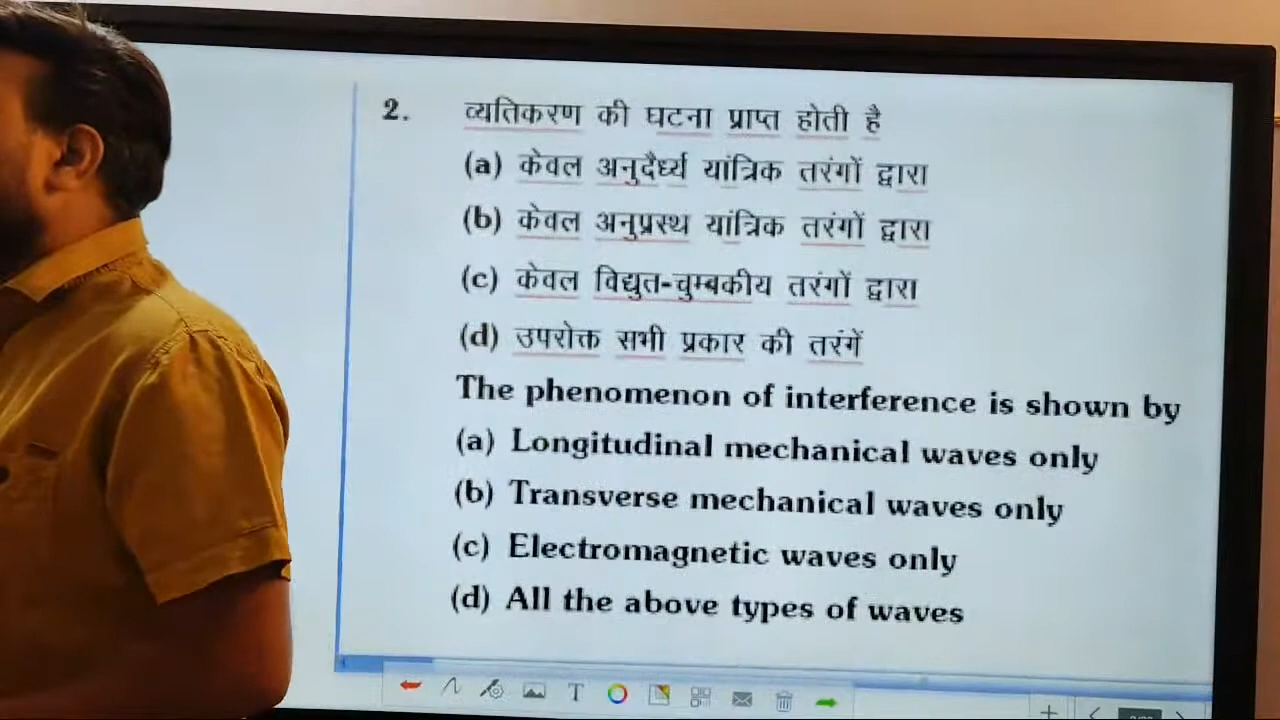 2. व्यतिकरण की घटना प्राप्त होती है
(a) केवल अनुदैर्ध्य यांत्रिक तरंगों द्वारा
(b) केवल अनुप्रस्थ यांत्रिक तरंगों द्वारा
(c) केवल विद्युत-चुम्बकीय तरंगों द्वारा
(d) उपरोक्त सभी प्रकार की तरंगें
The phenomenon of interference is shown by
(a) Longitudinal mechanical waves only
(b) Transverse mechanical waves only
(c) Electromagnetic waves only
(d) All the above types of waves
T